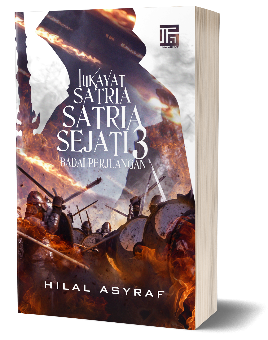 HIKAYAT
SATRIA
SATRIA
SEJATI 3
BADAI PERJUANGAN
HILAL ASYRAF